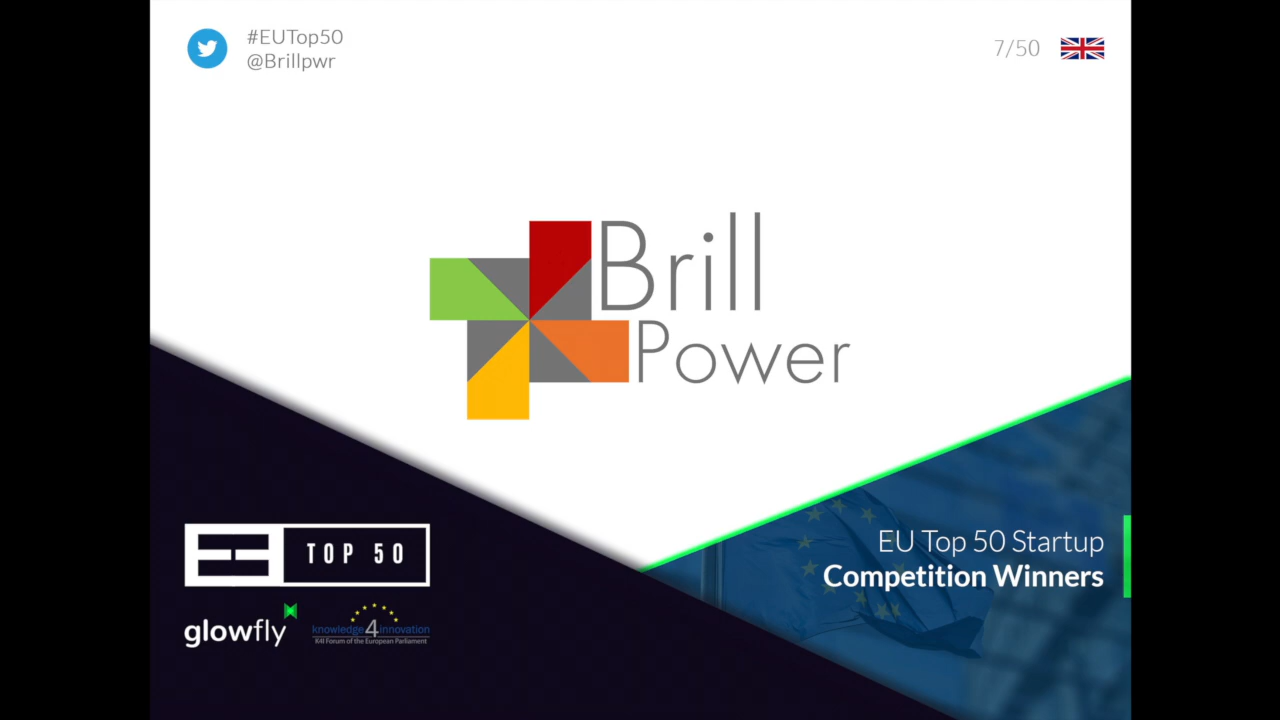 #EUTop50
@Brillpwr
7/50
Brill
Power
TOP 50
glowfly
knowledge4innovation
K4I Forum of the European Parliament
EU Top 50 Startup
Competition Winners